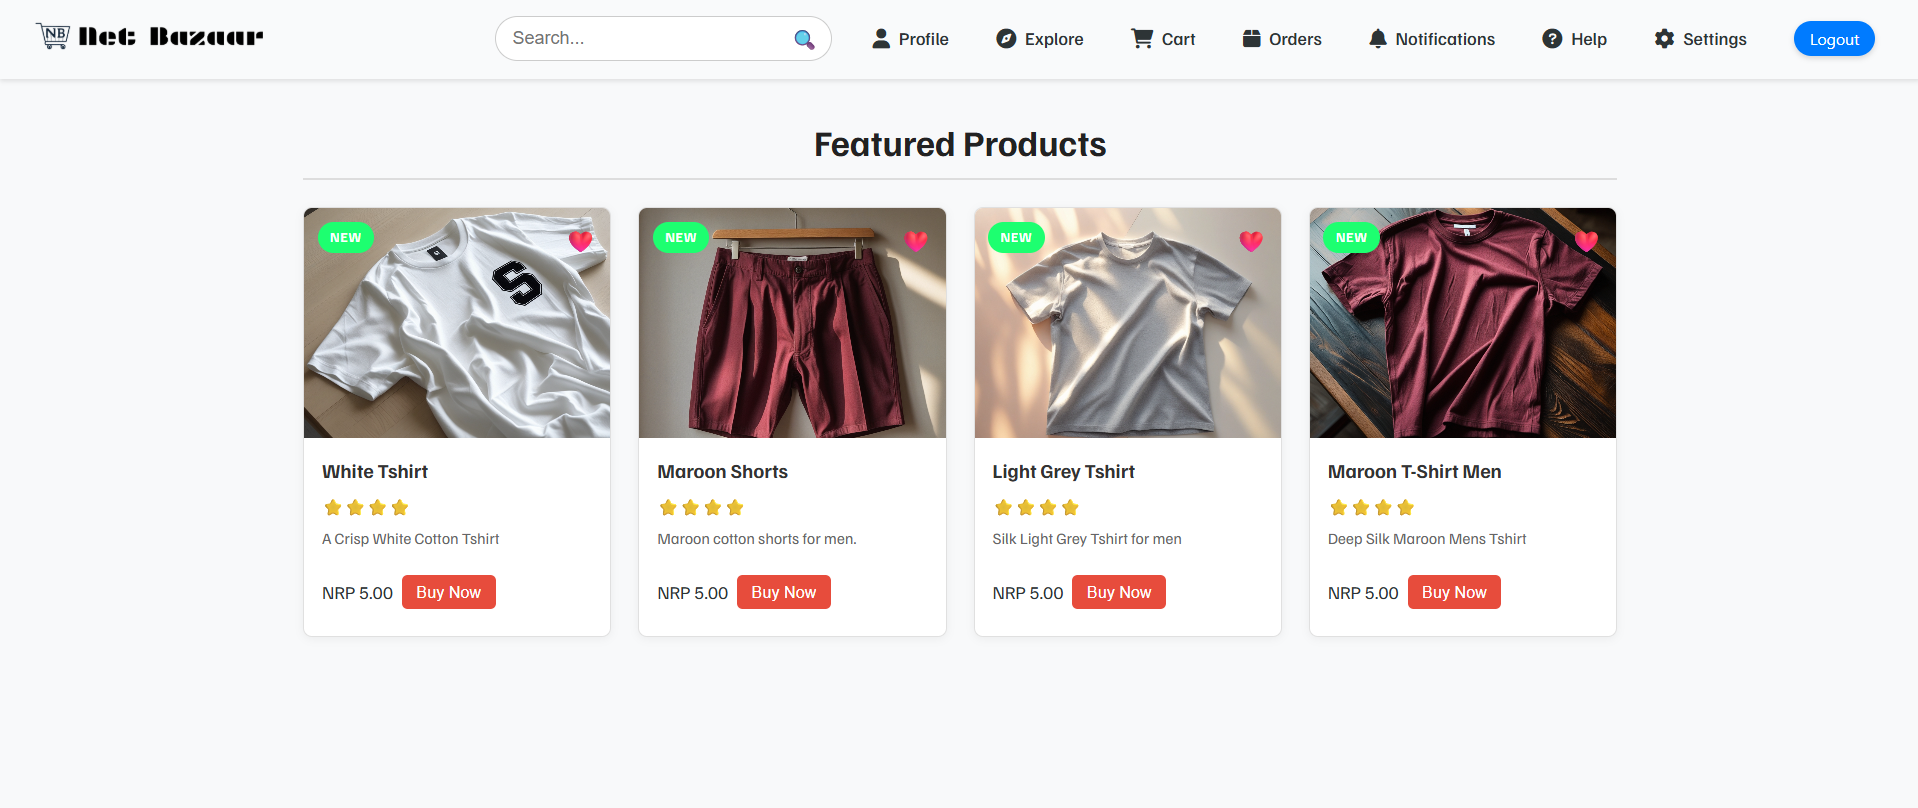 NB Net Bazaar
Search...
Profile
Explore
Cart
Orders
Notifications
Help
Settings
Logout
Featured Products
NEW
S
White Tshirt
A Crisp White Cotton Tshirt
NRP 5.00 Buy Now
NEW
Maroon Shorts
Maroon cotton shorts for men.
NRP 5.00 Buy Now
NEW
Light Grey Tshirt
Silk Light Grey Tshirt for men
NRP 5.00 Buy Now
NEW
Maroon T-Shirt Men
Deep Silk Maroon Mens Tshirt
NRP 5.00 Buy Now